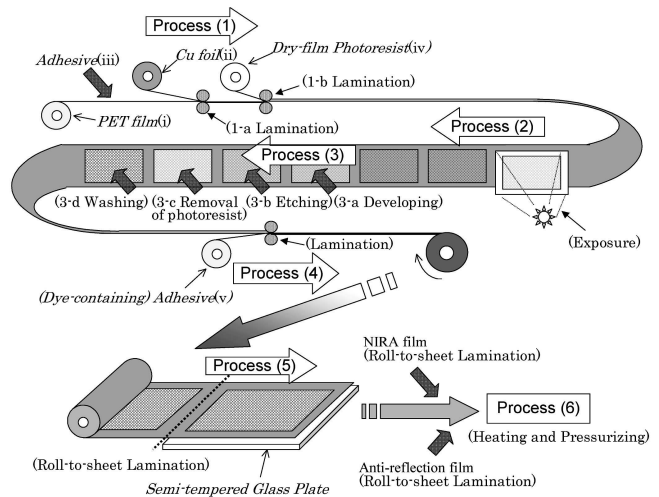 Process (1)
Cu foil(ii)
Dry-film Photoresist(iv)
Adhesive(iii)
(1-b Lamination)
PET film(i)
(1-a Lamination)
Process (2)
Process (3)
(3-d Washing)
(3-c Removal
of photoresist)
(3-b Etching)
(3-a Developing)
(Exposure)
(Lamination)
Process (4)
(Dye-containing) Adhesive(v)
Process (5)
NIRA film
(Roll-to-sheet Lamination)
Process (6)
(Heating and Pressurizing)
(Roll-to-sheet Lamination)
Anti-reflection film
(Roll-to-sheet Lamination)
Semi-tempered Glass Plate